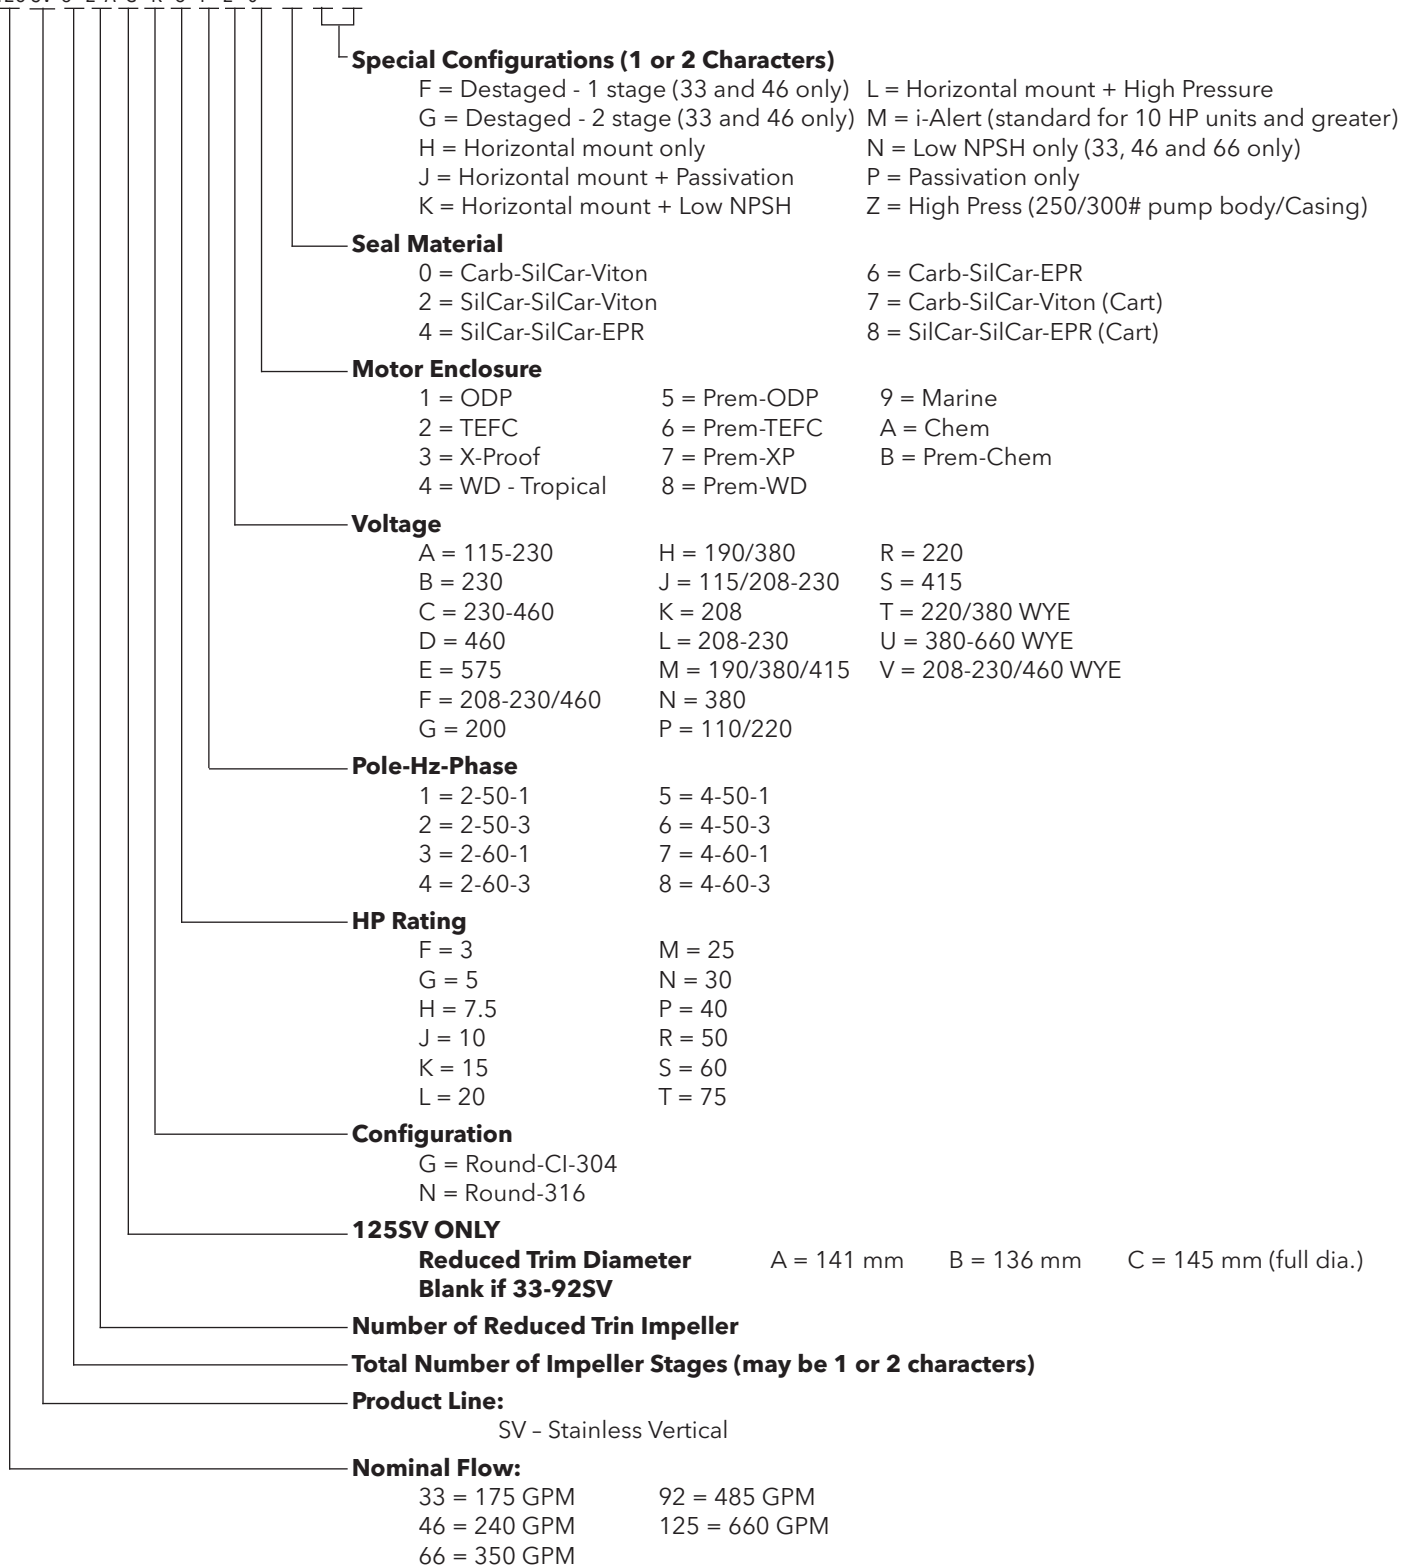 Special Configurations (1 or 2 Characters)
F = Destaged - 1 stage (33 and 46 only) L = Horizontal mount + High Pressure
G = Destaged - 2 stage (33 and 46 only) M = i-Alert (standard for 10 HP units and greater)
H = Horizontal mount only N = Low NPSH only (33, 46 and 66 only)
J = Horizontal mount + Passivation P = Passivation only
K = Horizontal mount + Low NPSH Z = High Press (250/300# pump body/Casing)
Seal Material
0 = Carb-SilCar-Viton 6 = Carb-SilCar-EPR
2 = SilCar-SilCar-Viton 7 = Carb-SilCar-Viton (Cart)
4 = SilCar-SilCar-EPR 8 = SilCar-SilCar-EPR (Cart)
Motor Enclosure
1 = ODP 5 = Prem-ODP 9 = Marine
2 = TEFC 6 = Prem-TEFC A = Chem
3 = X-Proof 7 = Prem-XP B = Prem-Chem
4 = WD - Tropical 8 = Prem-WD
Voltage
A = 115-230 H = 190/380 R = 220
B = 230 J = 115/208-230 S = 415
C = 230-460 K = 208 T = 220/380 WYE
D = 460 L = 208-230 U = 380-660 WYE
E = 575 M = 190/380/415 V = 208-230/460 WYE
F = 208-230/460 N = 380
G = 200 P = 110/220
Pole-Hz-Phase
1 = 2-50-1 5 = 4-50-1
2 = 2-50-3 6 = 4-50-3
3 = 2-60-1 7 = 4-60-1
4 = 2-60-3 8 = 4-60-3
HP Rating
F = 3 M = 25
G = 5 N = 30
H = 7.5 P = 40
J = 10 R = 50
K = 15 S = 60
L = 20 T = 75
Configuration
G = Round-CI-304
N = Round-316
125SV ONLY
Reduced Trim Diameter A = 141 mm B = 136 mm C = 145 mm (full dia.)
Blank if 33-92SV
Number of Reduced Trin Impeller
Total Number of Impeller Stages (may be 1 or 2 characters)
Product Line:
SV – Stainless Vertical
Nominal Flow:
33 = 175 GPM 92 = 485 GPM
46 = 240 GPM 125 = 660 GPM
66 = 350 GPM